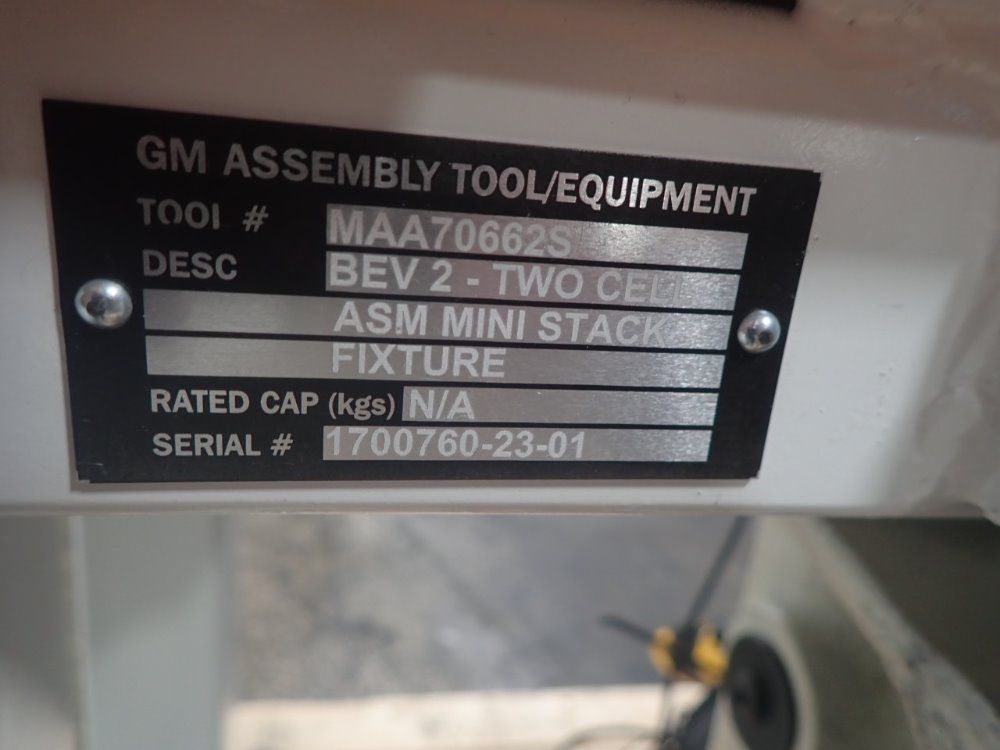 GM ASSEMBLY TOOL/EQUIPMENT
TOOL # MAA70662S
DESC BEV 2 - TWO CELL
ASM MINI STACK
FIXTURE
RATED CAP (kgs) N/A
SERIAL # 1700760-23-01